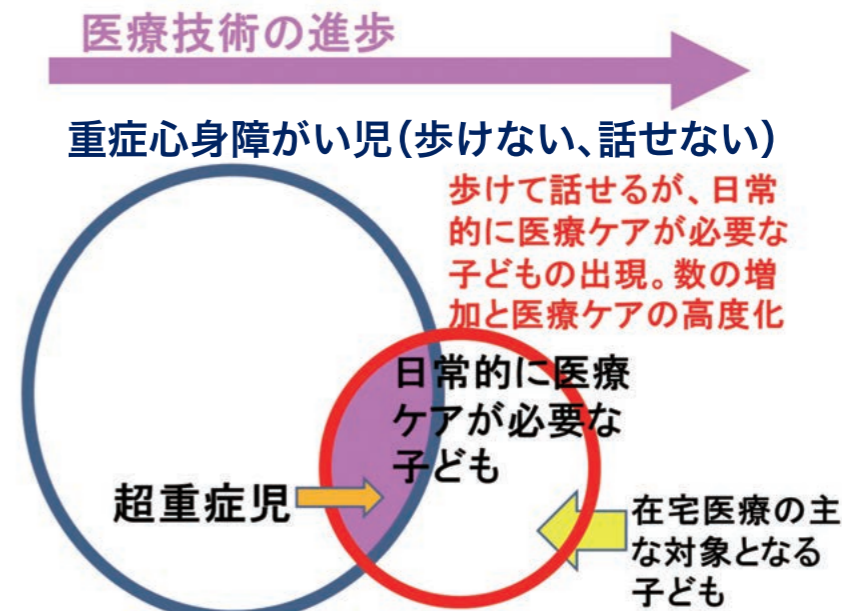 医療技術の進歩
重症心身障がい児(歩けない、話せない)
歩けて話せるが、日常
的に医療ケアが必要な
子どもの出現。数の増
加と医療ケアの高度化
日常的に医療
ケアが必要な
子ども
超重症児
在宅医療の主
な対象となる
子ども